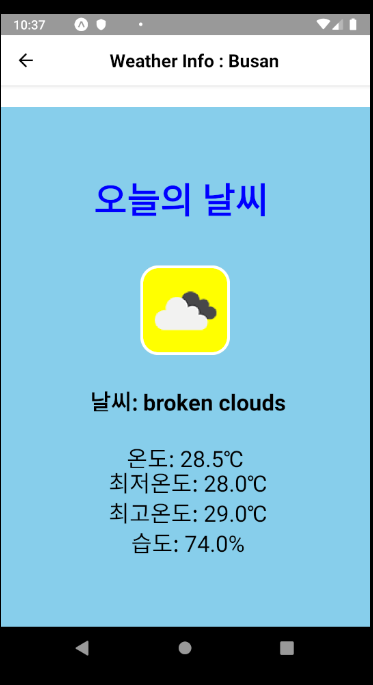 10:37
Weather Info : Busan
오늘의 날씨
날씨: broken clouds
온도: 28.5℃
최저온도: 28.0℃
최고온도: 29.0℃
습도: 74.0%